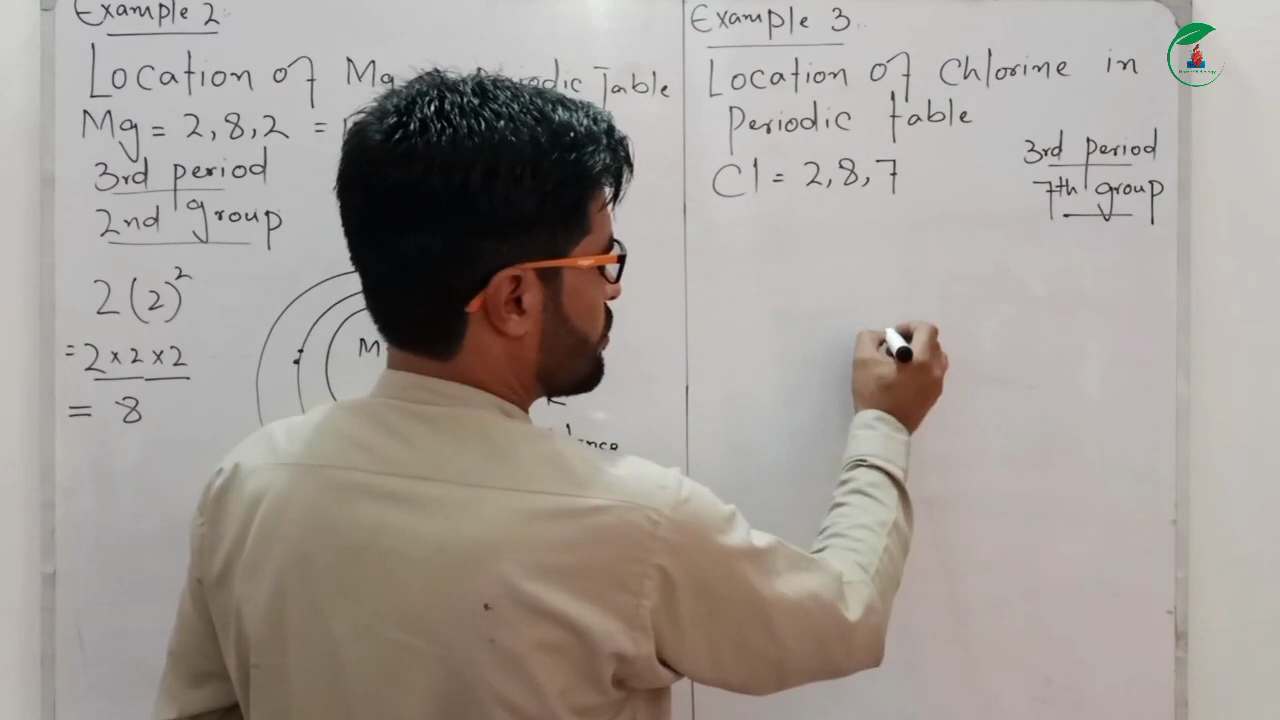 Example 2
Location of Mg Periodic Table
Mg = 2,8,2 =
3rd period
2nd group
2(2)²
= 2×2×2
= 8
M
Example 3
Location of Chlorine in
Periodic table
Cl = 2,8,7
3rd period
7th group